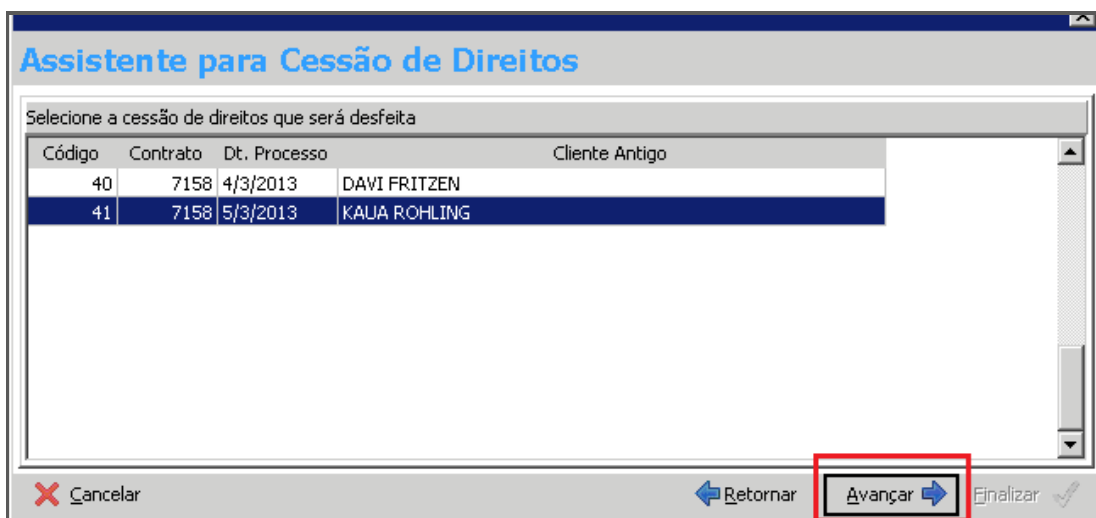 Assistente para Cessão de Direitos
Selecione a cessão de direitos que será desfeita
Código Contrato Dt. Processo Cliente Antigo
40 7158 4/3/2013 DAVI FRITZEN
41 7158 5/3/2013 KAUA ROHLING
Cancelar Retornar Avançar Finalizar